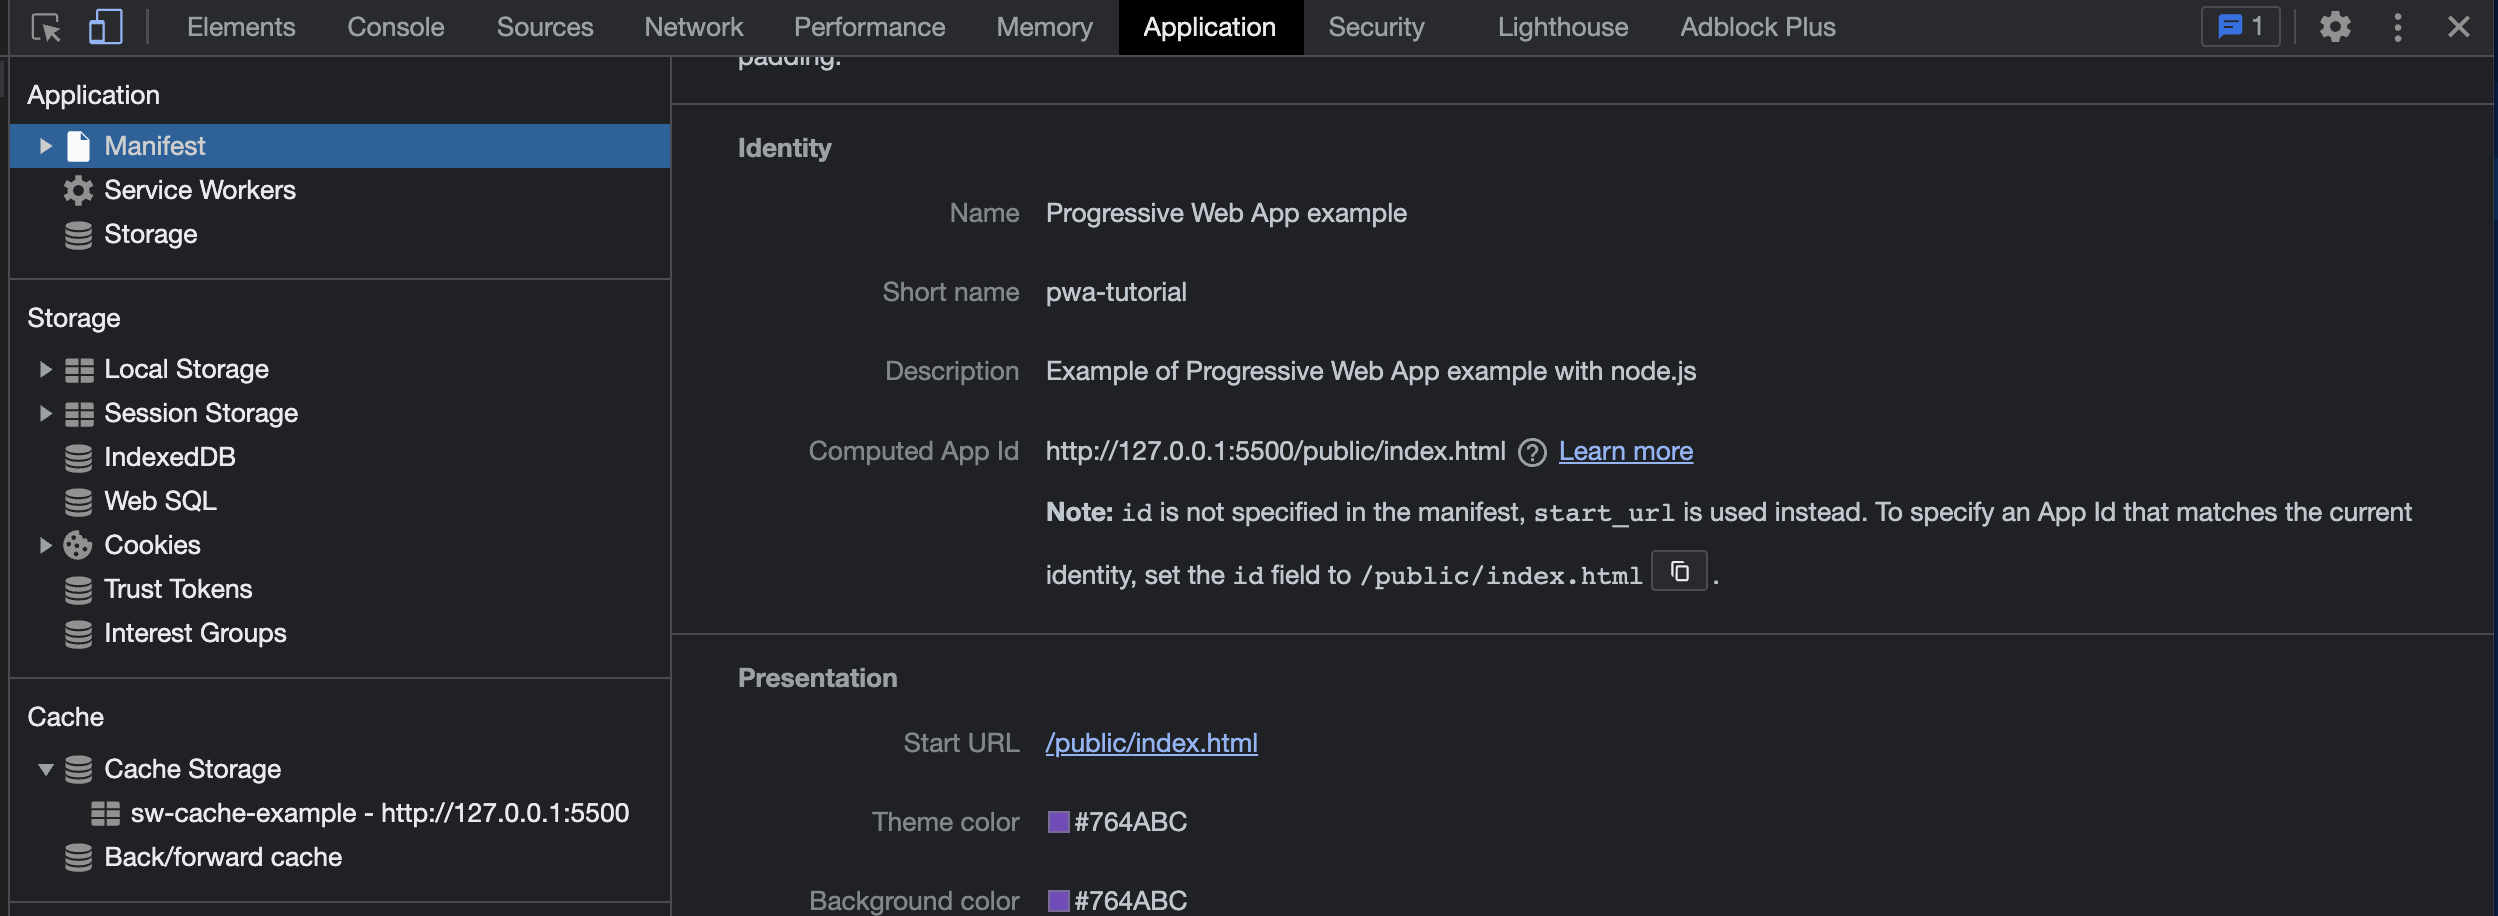 Elements Console Sources Network Performance Memory Application Security Lighthouse Adblock Plus 1
Application
Manifest
Service Workers
Storage
Storage
Local Storage
Session Storage
IndexedDB
Web SQL
Cookies
Trust Tokens
Interest Groups
Cache
Cache Storage
sw-cache-example - http://127.0.0.1:5500
Back/forward cache
padding.
Identity
Name Progressive Web App example
Short name pwa-tutorial
Description Example of Progressive Web App example with node.js
Computed App Id http://127.0.0.1:5500/public/index.html ? Learn more
Note: id is not specified in the manifest, start_url is used instead. To specify an App Id that matches the current
identity, set the id field to /public/index.html .
Presentation
Start URL /public/index.html
Theme color #764ABC
Background color #764ABC